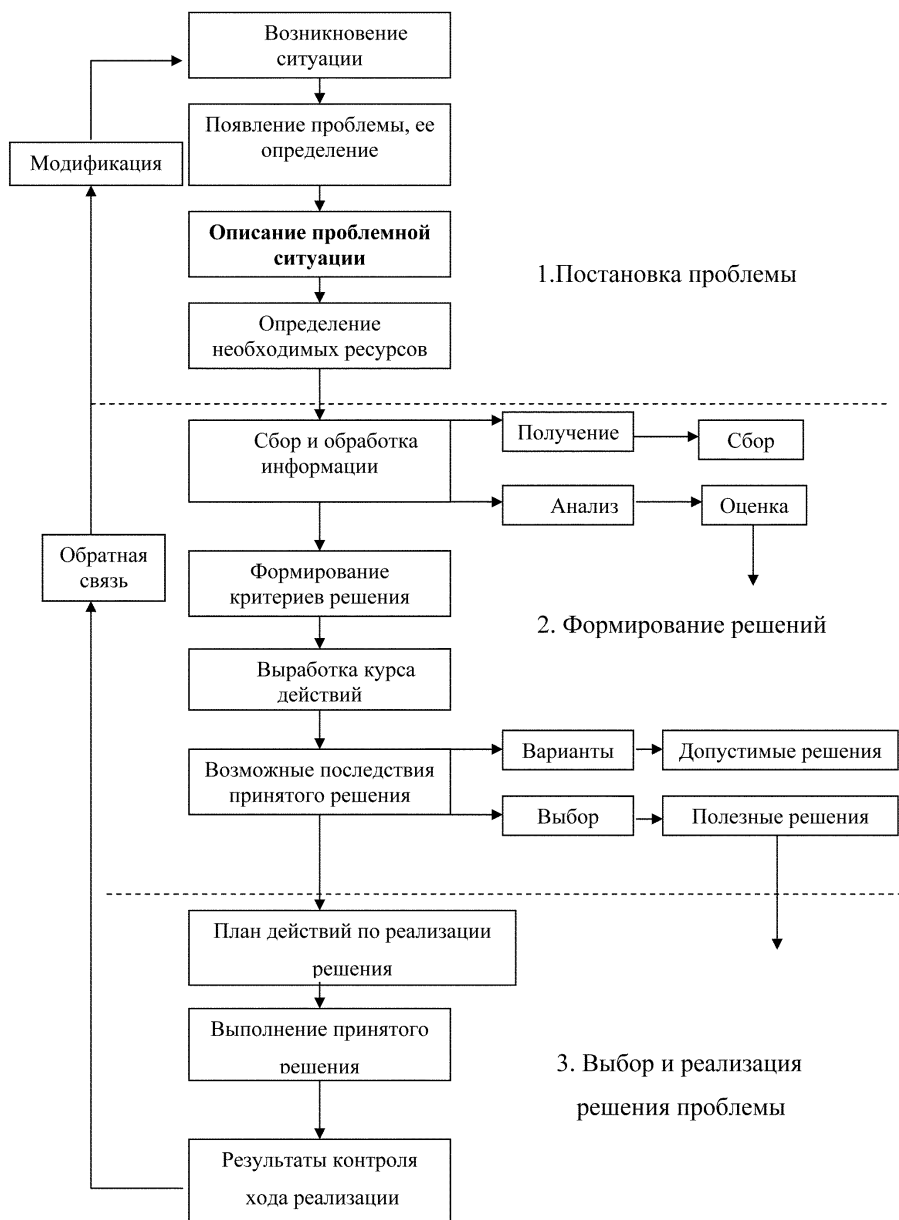 Возникновение
ситуации
Появление проблемы, ее
определение
Модификация
Описание проблемной
ситуации
1.Постановка проблемы
Определение
необходимых ресурсов
Сбор и обработка
информации
Получение
Сбор
Анализ
Оценка
Обратная
связь
Формирование
критериев решения
2. Формирование решений
Выработка курса
действий
Возможные последствия
принятого решения
Варианты
Допустимые решения
Выбор
Полезные решения
План действий по реализации
решения
Выполнение принятого
решения
3. Выбор и реализация
решения проблемы
Результаты контроля
хода реализации